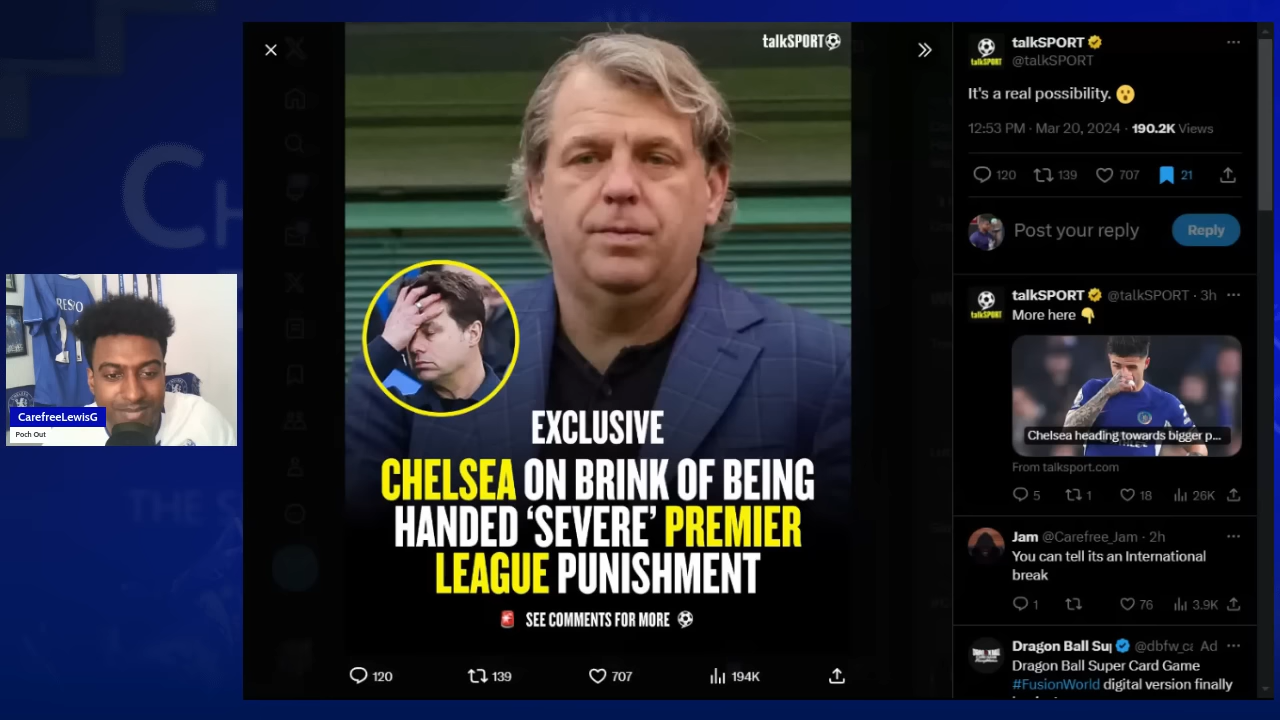 talkSPORT
talkSPORT
@talkSPORT
It's a real possibility. 😮
12:53 PM · Mar 20, 2024 · 190.2K Views
120 139 707 21
Post your reply
Reply
talkSPORT @talkSPORT · 3h
More here 👇
Chelsea heading towards bigger p...
From talksport.com
5 1 18 26K
Jam @Carefree_Jam · 2h
You can tell its an International
break
1 76 3.9K
Dragon Ball Su @dbfw_ca Ad
Dragon Ball Super Card Game
#FusionWorld digital version finally
EXCLUSIVE
CHELSEA ON BRINK OF BEING
HANDED ‘SEVERE’ PREMIER
LEAGUE PUNISHMENT
🚨 SEE COMMENTS FOR MORE ⚽
120 139 707 194K
CarefreeLewisG
Poch Out
THE S